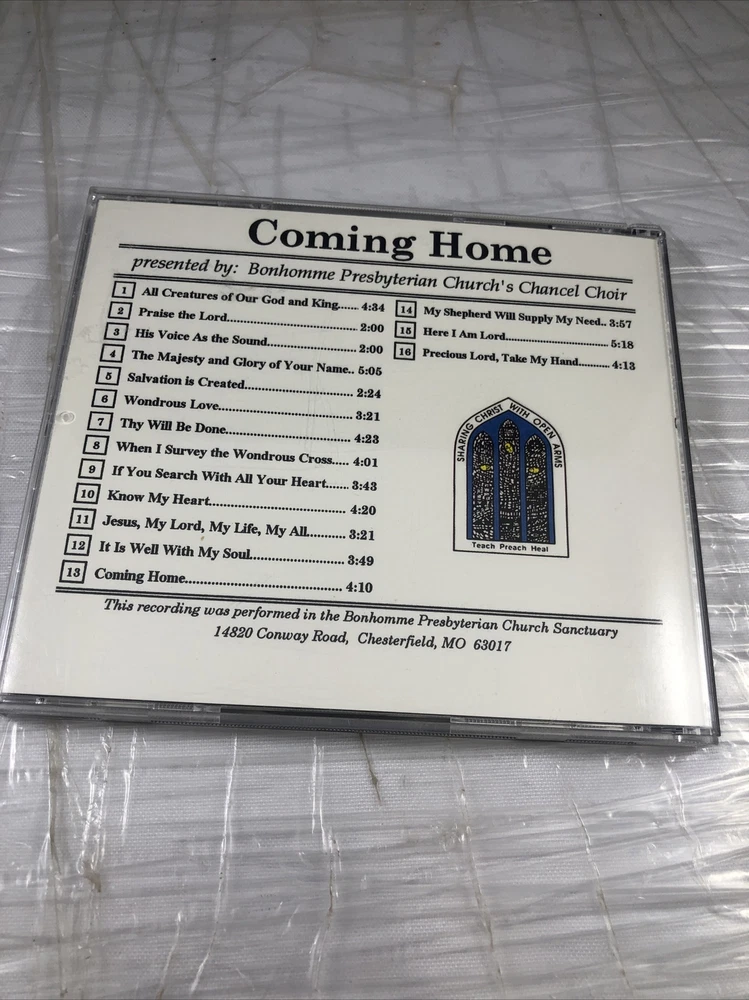 Coming Home
presented by: Bonhomme Presbyterian Church's Chancel Choir
1 All Creatures of Our God and King...... 4:34
2 Praise the Lord.......................................... 2:00
3 His Voice As the Sound............................. 2:00
4 The Majesty and Glory of Your Name.. 5:05
5 Salvation is Created................................... 2:24
6 Wondrous Love........................................... 3:21
7 Thy Will Be Done........................................ 4:23
8 When I Survey the Wondrous Cross..... 4:01
9 If You Search With All Your Heart....... 3:43
10 Know My Heart............................................ 4:20
11 Jesus, My Lord, My Life, My All.......... 3:21
12 It Is Well With My Soul............................ 3:49
13 Coming Home................................................ 4:10
14 My Shepherd Will Supply My Need.. 3:57
15 Here I Am Lord.................................... 5:18
16 Precious Lord, Take My Hand.......... 4:13
SHARING CHRIST WITH OPEN ARMS
Teach Preach Heal
This recording was performed in the Bonhomme Presbyterian Church Sanctuary
14820 Conway Road, Chesterfield, MO 63017